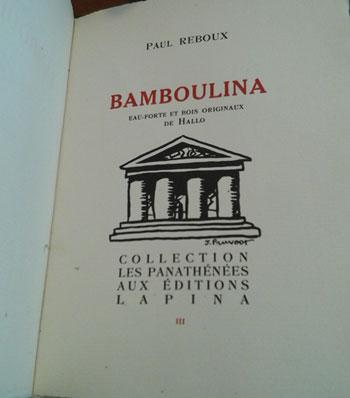 PAUL REBOUX
BAMBOULINA
EAU-FORTE ET BOIS ORIGINAUX
DE HALLO
COLLECTION
LES PANATHÉNÉES
AUX ÉDITIONS
LAPINA
III